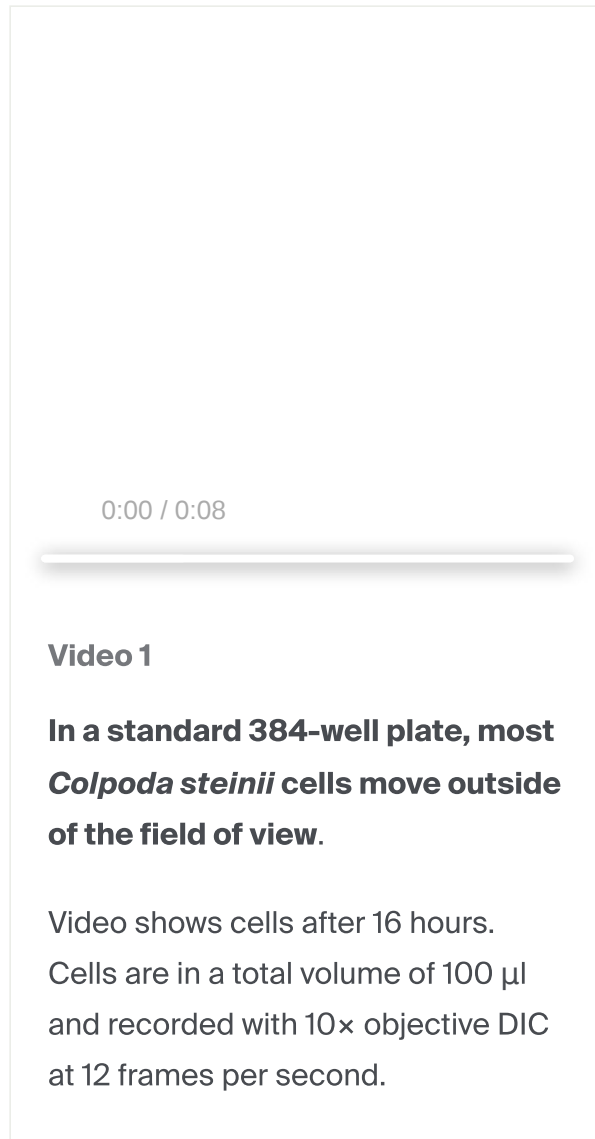 0:00 / 0:08
Video 1
In a standard 384-well plate, most
Colpoda steinii cells move outside
of the field of view.
Video shows cells after 16 hours.
Cells are in a total volume of 100 µl
and recorded with 10× objective DIC
at 12 frames per second.